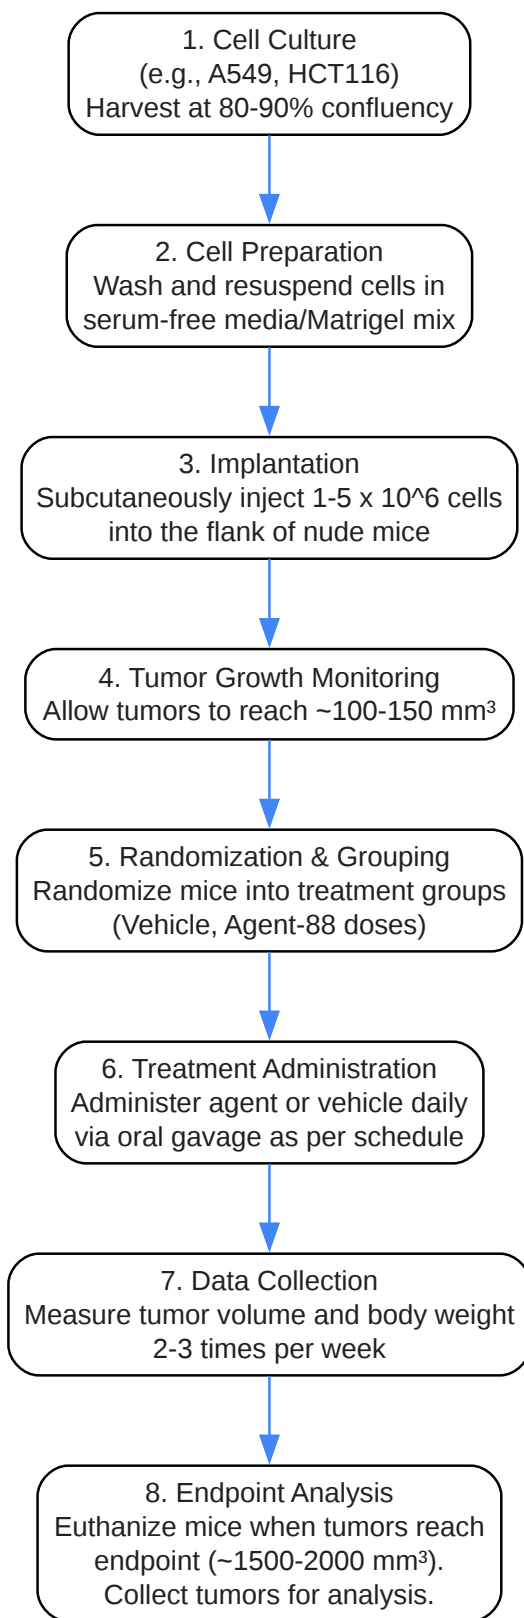 1. Cell Culture
(e.g., A549, HCT116)
Harvest at 80-90% confluency
2. Cell Preparation
Wash and resuspend cells in
serum-free media/Matrigel mix
3. Implantation
Subcutaneously inject 1-5 x 10^6 cells
into the flank of nude mice
4. Tumor Growth Monitoring
Allow tumors to reach ~100-150 mm³
5. Randomization & Grouping
Randomize mice into treatment groups
(Vehicle, Agent-88 doses)
6. Treatment Administration
Administer agent or vehicle daily
via oral gavage as per schedule
7. Data Collection
Measure tumor volume and body weight
2-3 times per week
8. Endpoint Analysis
Euthanize mice when tumors reach
endpoint (~1500-2000 mm³).
Collect tumors for analysis.